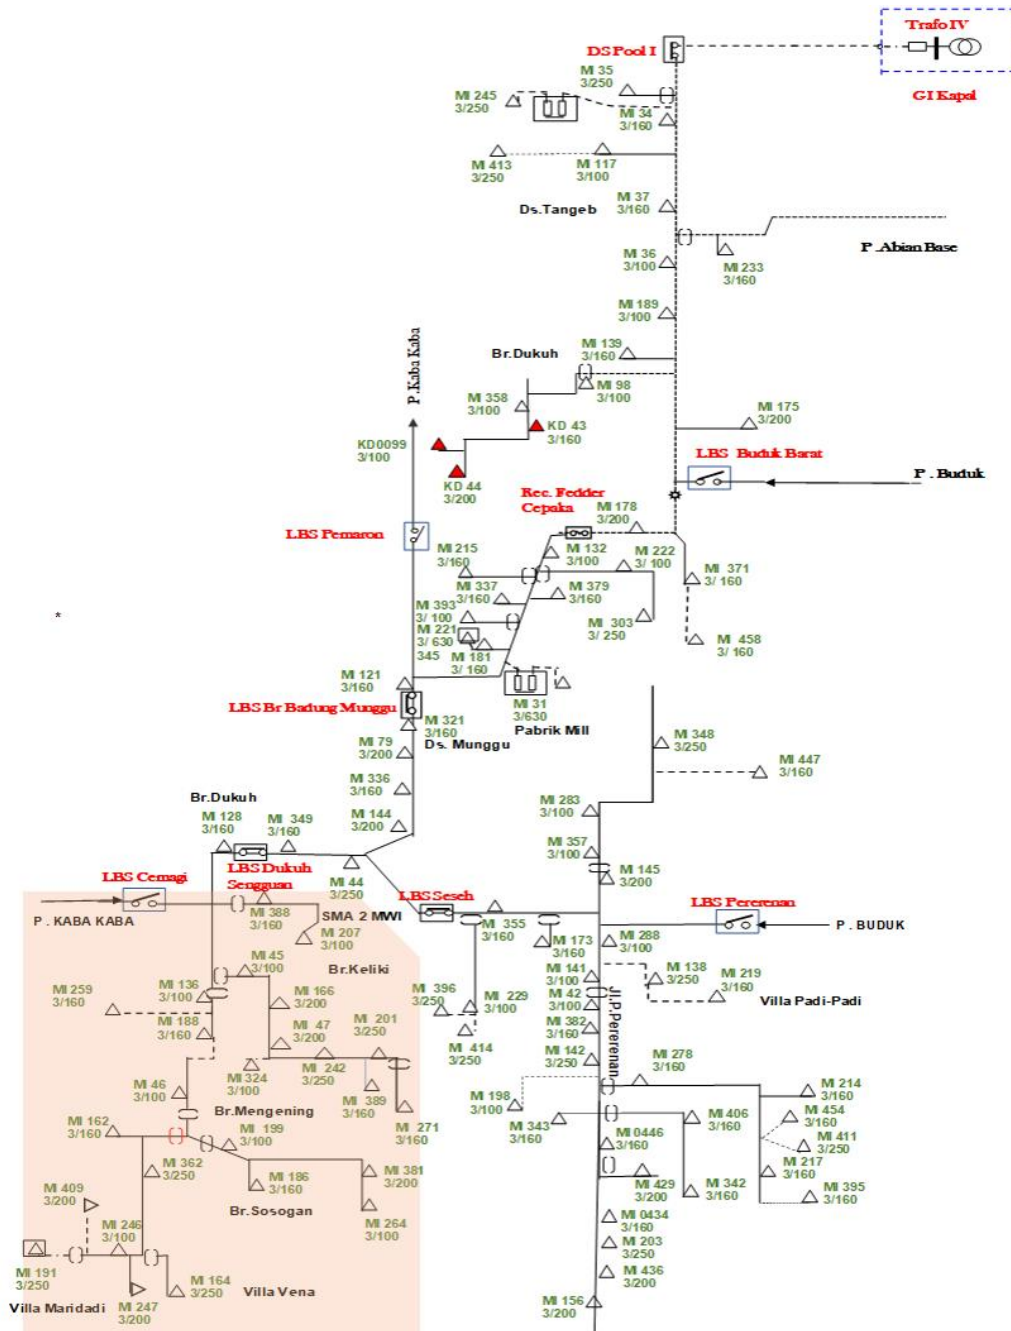 Trafo IV
DS Pool I
GI Kapal
MI 35
3/250
MI 245
3/250
MI 34
3/160
MI 413
3/250
MI 117
3/100
MI 37
3/160
Ds.Tangeb
P .Abian Base
MI 36
3/100
MI 233
3/160
MI 189
3/100
P.Kaba Kaba
Br.Dukuh
MI 139
3/160
MI 98
3/100
MI 358
3/100
MI 175
3/200
KD 43
3/160
KD0099
3/100
LBS Buduk Barat
P . Buduk
KD 44
3/200
Rec. Fedder
Cepaka
MI 178
3/200
LBS Pemaron
MI 215
3/160
MI 132
3/100
MI 222
3/ 100
MI 371
3/ 160
MI 337
3/160
MI 379
3/160
MI 393
3/ 100
*
MI 221
3/ 630
345
MI 303
3/ 250
MI 458
3/ 160
MI 181
3/ 160
MI 121
3/160
MI 31
3/630
LBS Br Badung Munggu
MI 321
3/160
Pabrik Mill
MI 79
3/200
Ds. Munggu
MI 348
3/250
MI 447
3/160
MI 336
3/160
Br.Dukuh
MI 283
3/100
MI 128
3/160
MI 349
3/160
MI 144
3/200
MI 357
3/100
LBS Cemagi
LBS Dukuh
Sengguan
MI 44
3/250
MI 145
3/200
LBS Seseh
LBS Pererenan
P . KABA KABA
MI 388
3/160
SMA 2 MWI
MI 355
3/160
P . BUDUK
MI 207
3/100
MI 173
3/160
MI 288
3/100
MI 45
3/100
Br.Keliki
MI 141
3/100
MI 138
3/250
MI 219
3/160
MI 259
3/160
MI 136
3/100
MI 166
3/200
MI 396
3/250
MI 229
3/100
MI 42
3/100
Jl.P.Pererenan
Villa Padi-Padi
MI 188
3/160
MI 47
3/200
MI 201
3/250
MI 414
3/250
MI 382
3/160
MI 142
3/250
MI 278
3/160
MI 46
3/100
MI 324
3/100
MI 242
3/250
MI 389
3/160
MI 198
3/100
MI 214
3/160
MI 162
3/160
Br.Mengening
MI 271
3/160
MI 343
3/160
MI 406
3/160
MI 454
3/160
MI 199
3/100
MI 0446
3/160
MI 411
3/250
MI 362
3/250
MI 186
3/160
MI 381
3/200
MI 217
3/160
MI 409
3/200
MI 429
3/200
MI 342
3/160
MI 395
3/160
MI 246
3/100
Br.Sosogan
MI 264
3/100
MI 0434
3/160
MI 203
3/250
MI 191
3/250
MI 164
3/250
Villa Vena
MI 436
3/200
Villa Maridadi
MI 247
3/200
MI 156
3/200